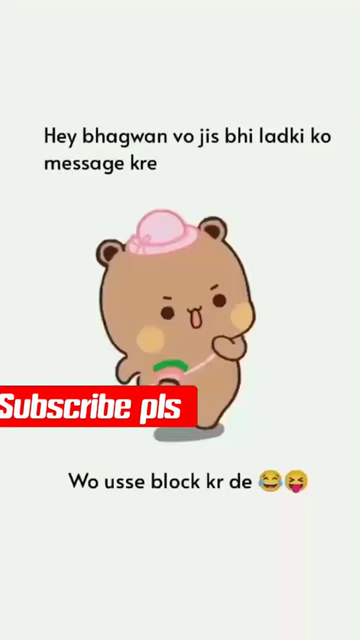 Hey bhagwan vo jis bhi ladki ko
message kre
Subscribe pls
Wo usse block kr de 😂😝